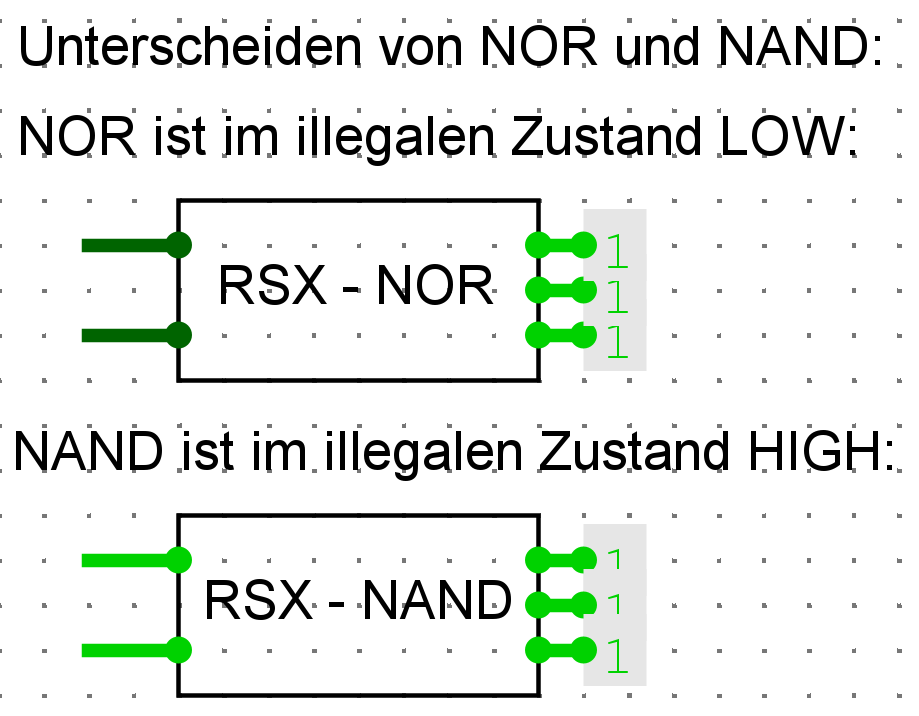 Unterscheiden von NOR und NAND:
NOR ist im illegalen Zustand LOW:
RSX - NOR
1
1
1
NAND ist im illegalen Zustand HIGH:
RSX - NAND
1
1
1